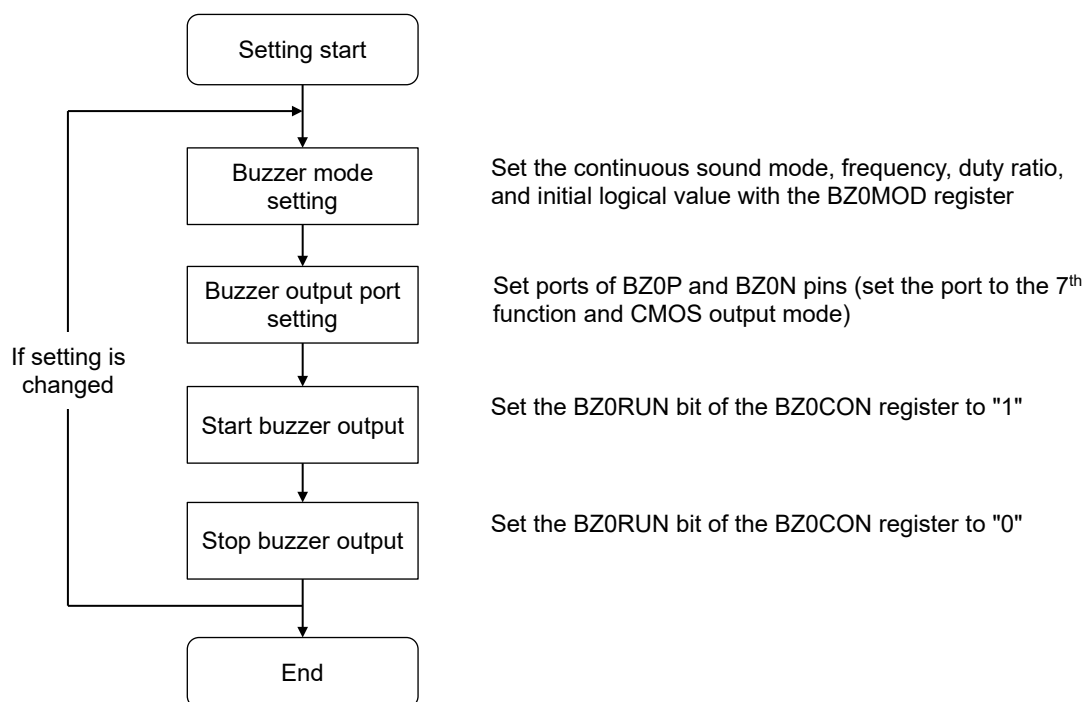 Setting start
Buzzer mode
setting
Set the continuous sound mode, frequency, duty ratio,
and initial logical value with the BZ0MOD register
Buzzer output port
setting
Set ports of BZ0P and BZ0N pins (set the port to the 7th
function and CMOS output mode)
If setting is
changed
Start buzzer output
Set the BZ0RUN bit of the BZ0CON register to "1"
Stop buzzer output
Set the BZ0RUN bit of the BZ0CON register to "0"
End